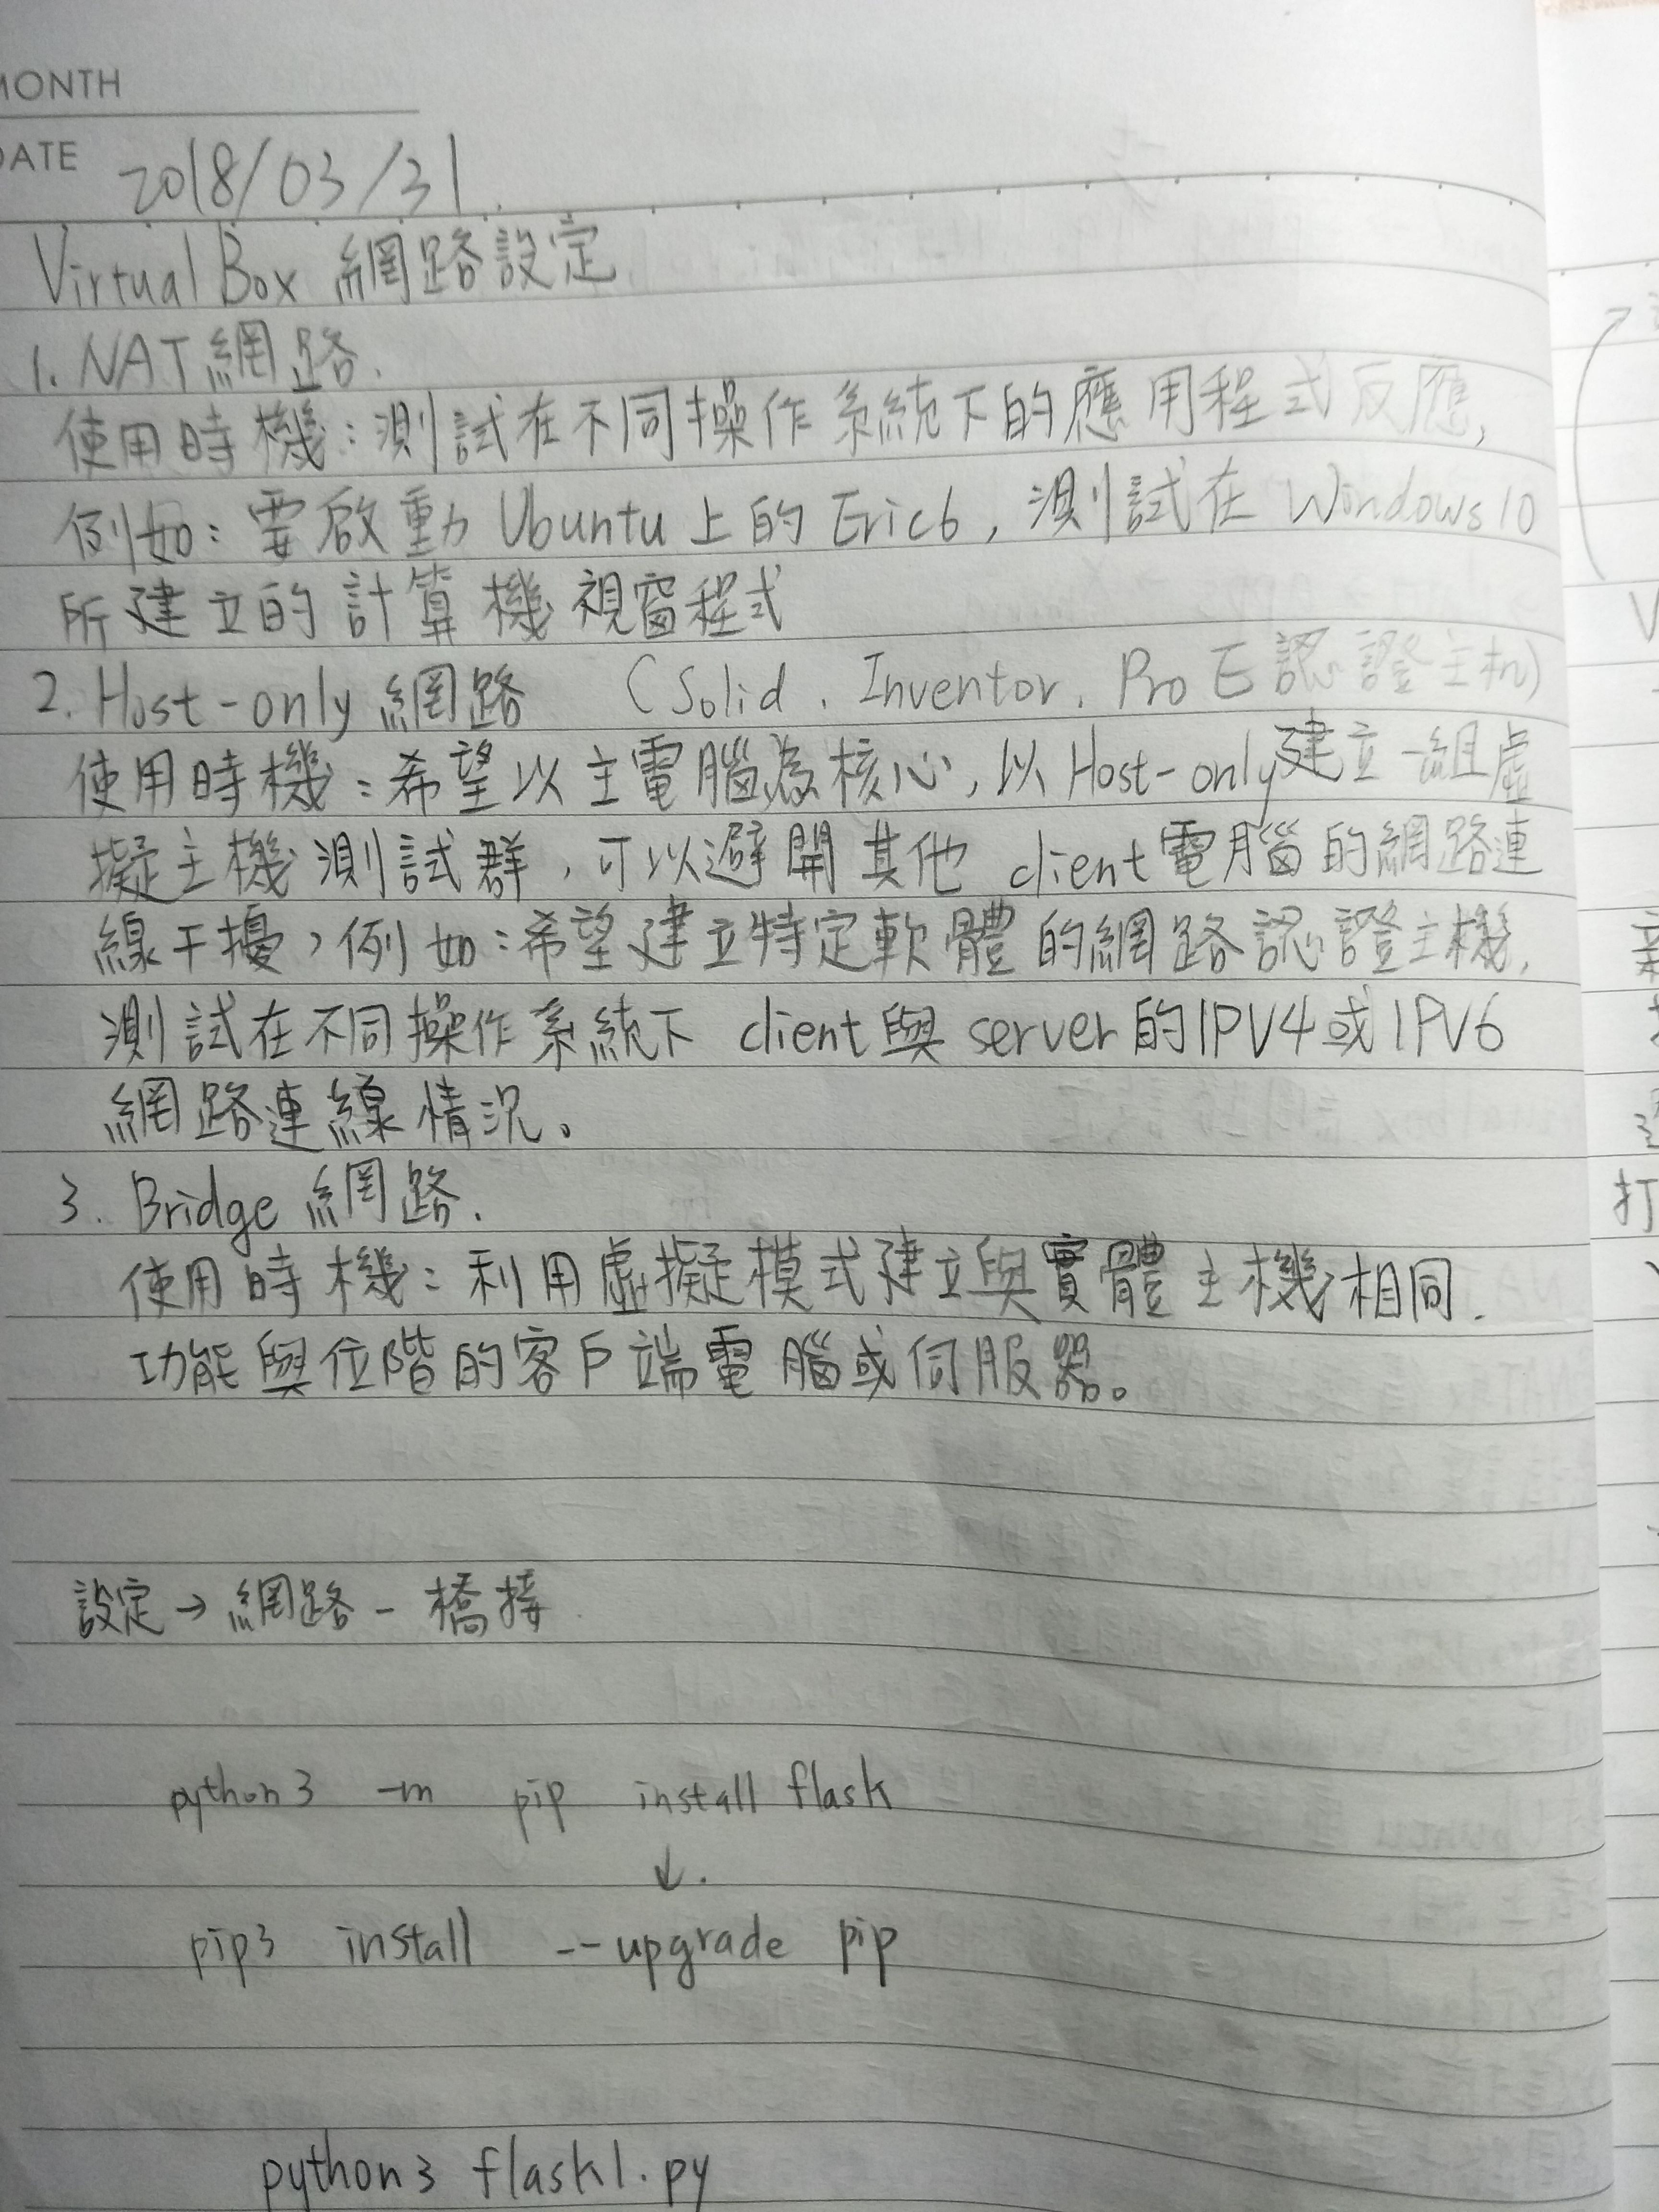 MONTH
DATE 2018/03/31.
Virtual Box 網路設定
1. NAT網路.
使用時機:測試在不同操作系統下的應用程式反應,
例如:要啟動Ubuntu上的Eric6,測試在Windows10
所建立的計算機視窗程式
2. Host-only 網路 (Solid、Inventor、Pro E認證主机)
使用時機:希望以主電腦為核心,以Host-only建立一組虛
擬主機測試群,可以避開其他client電腦的網路連
線干擾,例如:希望建立特定軟體的網路認證主機,
測試在不同操作系統下client與server的IPV4或IPV6
網路連線情況。
3. Bridge網路.
使用時機:利用虛擬模式建立與實體主機相同.
功能與位階的客戶端電腦或伺服器。
設定→網路-橋接
python3 -m pip install flask
↓.
pip3 install --upgrade pip
python3 flask1.py
打